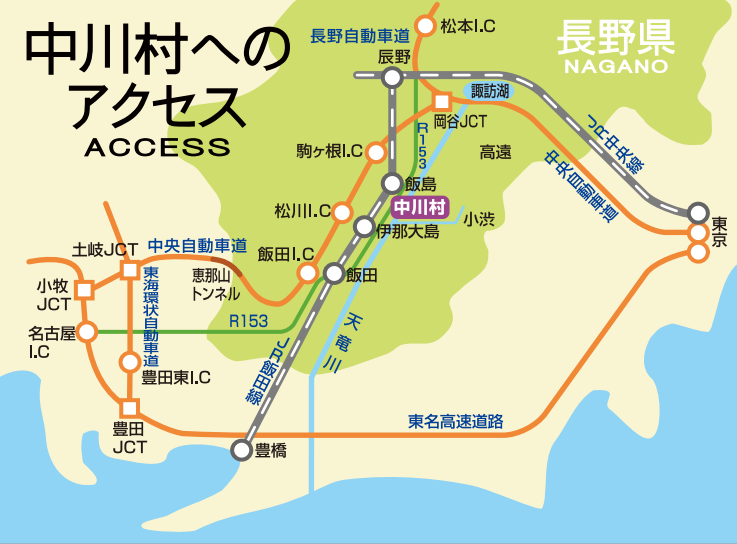 中川村への
アクセス
ACCESS
長野自動車道
松本I.C
長野県
NAGANO
辰野
諏訪湖
岡谷JCT
R153
高遠
JR中央線
中央自動車道
駒ヶ根I.C
飯島
中川村
松川I.C
伊那大島
小渋
東京
土岐JCT
中央自動車道
飯田I.C
恵那山
トンネル
飯田
小牧
JCT
東海環状自動車道
R153
天竜川
名古屋
I.C
JR飯田線
豊田東I.C
豊田
JCT
東名高速道路
豊橋